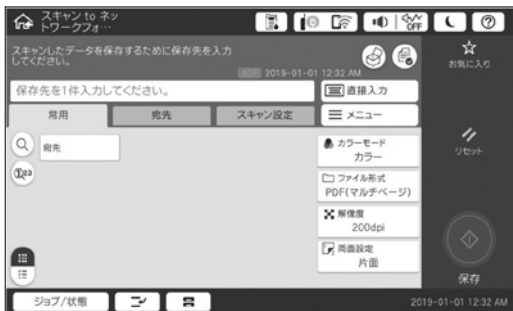 スキャン to ネッ
トワークフォ…
OFF
スキャンしたデータを保存するために保存先を入力
してください。
2019-01-01 12:32 AM
お気に入り
保存先を1件入力してください。
直接入力
常用
宛先
スキャン設定
メニュー
宛先
カラーモード
カラー
リセット
123
ファイル形式
PDF(マルチページ)
解像度
200dpi
両面設定
片面
保存
ジョブ/状態
2019-01-01 12:32 AM